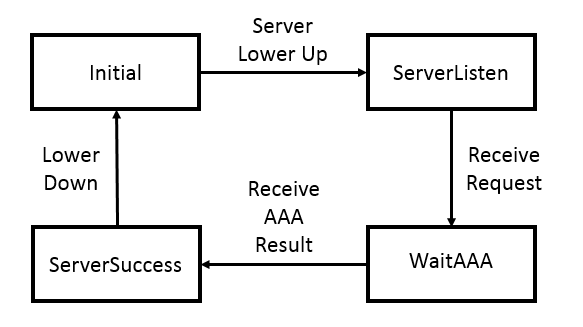 Server
Lower Up
Initial
ServerListen
Lower
Down
Receive
Request
Receive
AAA
Result
ServerSuccess
WaitAAA